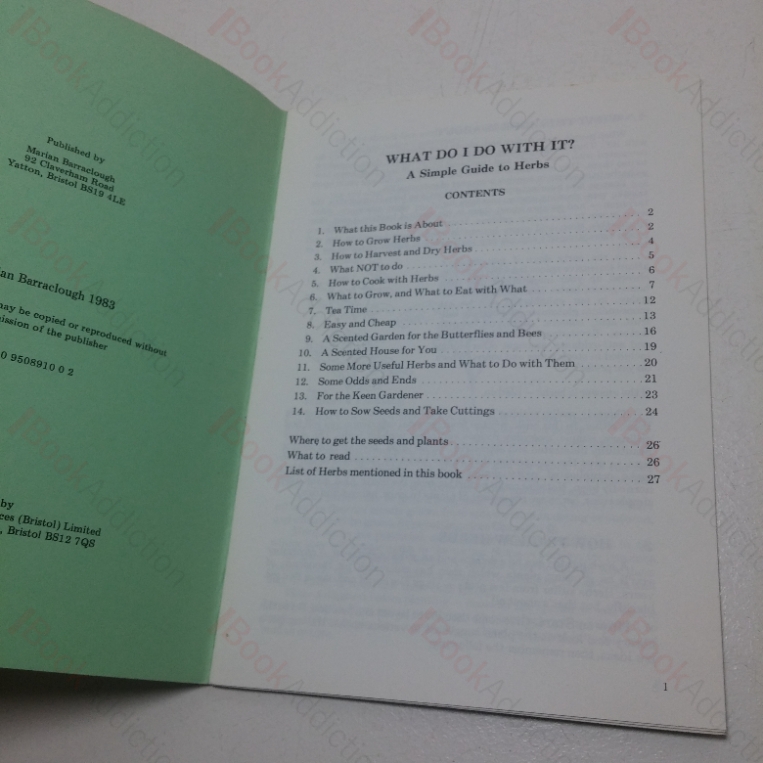 Published by
Marian Barraclough
92 Claverham Road
Yatton, Bristol BS19 4LE
an Barraclough 1983
may be copied or reproduced without
ission of the publisher
0 9508910 0 2
by
ces (Bristol) Limited
, Bristol BS12 7QS
WHAT DO I DO WITH IT?
A Simple Guide to Herbs
CONTENTS
1. What this Book is About 2
2. How to Grow Herbs 2
3. How to Harvest and Dry Herbs 4
4. What NOT to do 5
5. How to Cook with Herbs 6
6. What to Grow, and What to Eat with What 7
7. Tea Time 12
8. Easy and Cheap 13
9. A Scented Garden for the Butterflies and Bees 16
10. A Scented House for You 19
11. Some More Useful Herbs and What to Do with Them 20
12. Some Odds and Ends 21
13. For the Keen Gardener 23
14. How to Sow Seeds and Take Cuttings 24
Where to get the seeds and plants 26
What to read 26
List of Herbs mentioned in this book 27
1
BookAddiction